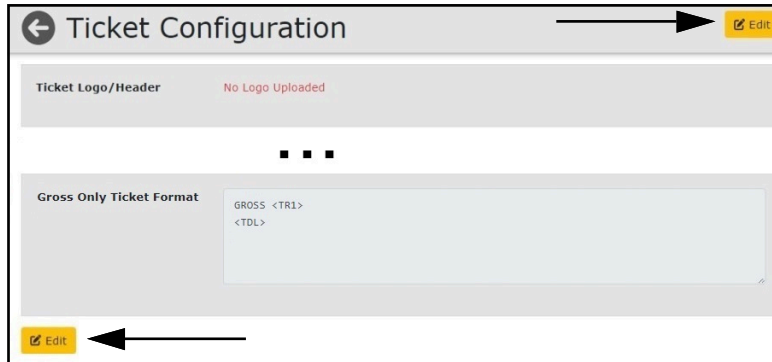 Ticket Configuration
Edit
Ticket Logo/Header No Logo Uploaded
...
Gross Only Ticket Format
GROSS <TR1>
<TDL>
Edit